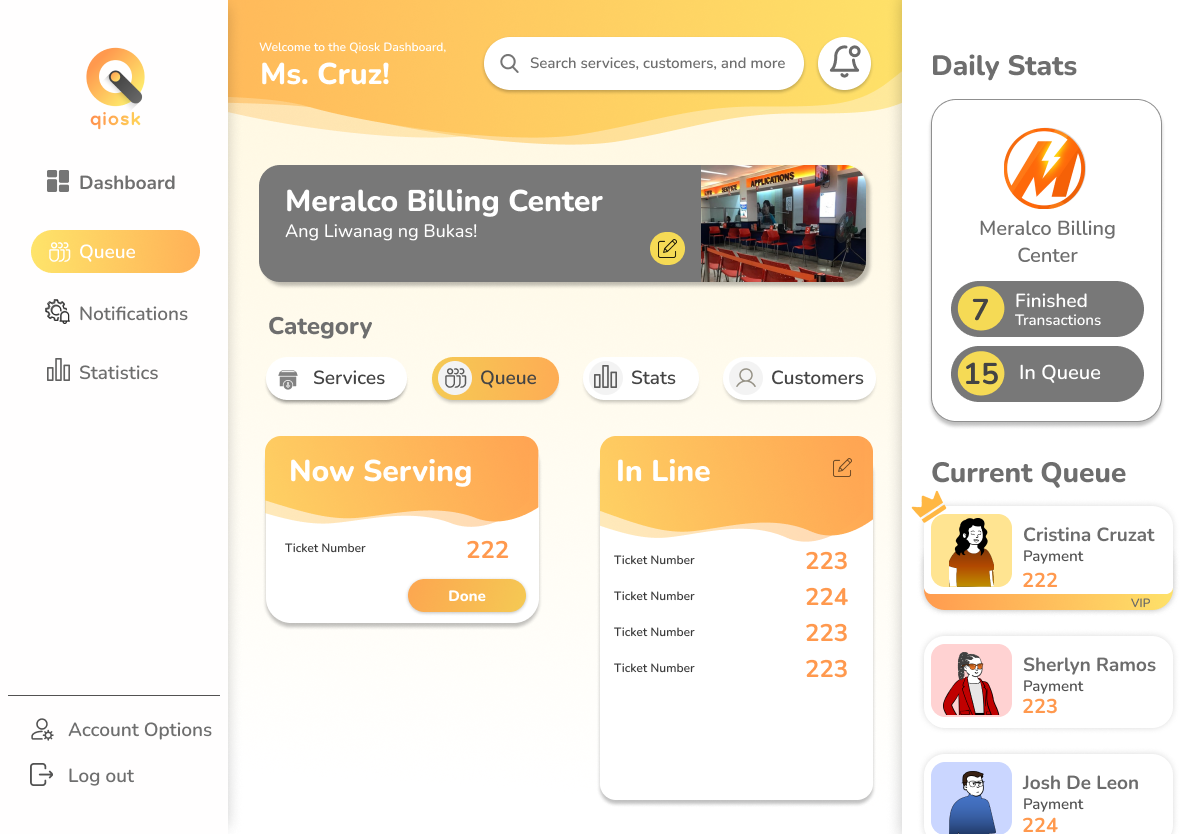 qiosk
Dashboard
Queue
Notifications
Statistics
Account Options
Log out
Welcome to the Qiosk Dashboard,
Ms. Cruz!
Search services, customers, and more
Meralco Billing Center
Ang Liwanag ng Bukas!
APPLICATIONS
Category
Services
Queue
Stats
Customers
Now Serving
Ticket Number 222
Done
In Line
Ticket Number 223
Ticket Number 224
Ticket Number 223
Ticket Number 223
Daily Stats
Meralco Billing
Center
7 Finished
Transactions
15 In Queue
Current Queue
Cristina Cruzat
Payment
222
VIP
Sherlyn Ramos
Payment
223
Josh De Leon
Payment
224